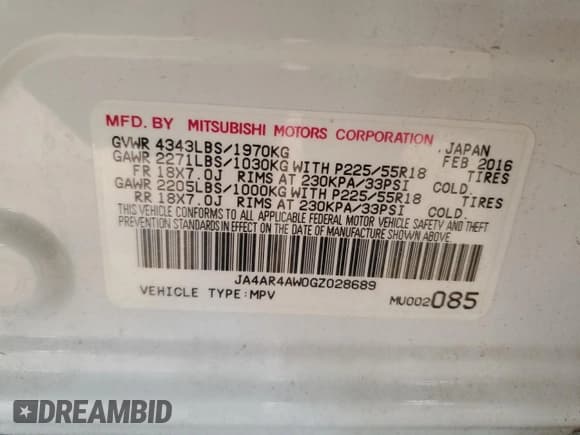 MFD. BY MITSUBISHI MOTORS CORPORATION, JAPAN
GVWR 4343LBS/1970KG FEB 2016
GAWR 2271LBS/1030KG WITH P225/55R18 TIRES
FR 18X7.0J RIMS AT 230KPA/33PSI COLD.
GAWR 2205LBS/1000KG WITH P225/55R18 TIRES
RR 18X7.0J RIMS AT 230KPA/33PSI COLD.
THIS VEHICLE CONFORMS TO ALL APPLICABLE FEDERAL MOTOR VEHICLE SAFETY AND THEFT
PREVENTION STANDARDS IN EFFECT ON THE DATE OF MANUFACTURE SHOWN ABOVE.
JA4AR4AW0GZ028689
VEHICLE TYPE:MPV MU002085
DREAMBID